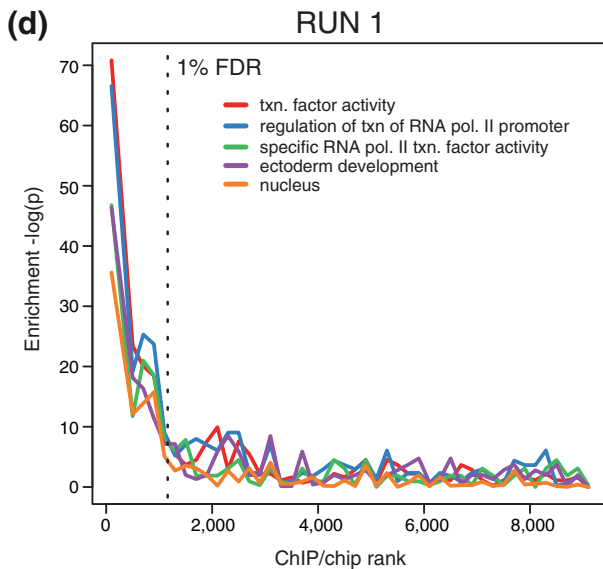 (d)
RUN 1
1% FDR
txn. factor activity
regulation of txn of RNA pol. II promoter
specific RNA pol. II txn. factor activity
ectoderm development
nucleus
Enrichment -log(p)
70
60
50
40
30
20
10
0
0 2,000 4,000 6,000 8,000
ChIP/chip rank